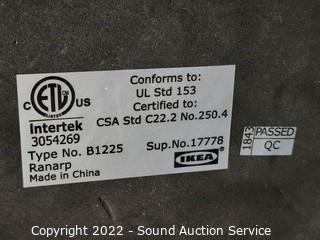 Conforms to:
UL Std 153
Certified to:
CSA Std C22.2 No.250.4
C ETL US
LISTED
Intertek
3054269
Type No. B1225
Sup.No.17778
Ranarp
Made in China
IKEA
1843
PASSED
QC
Copyright © 2022 - Sound Auction Service